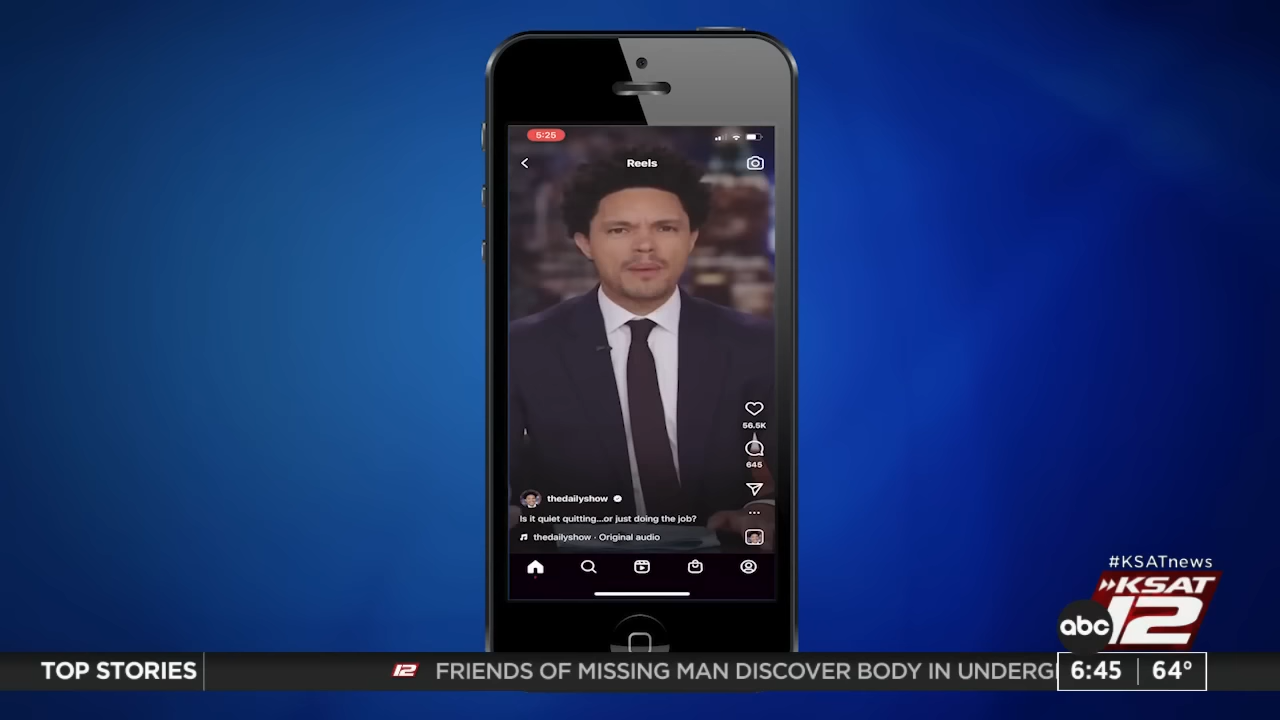 5:25
Reels
56.5K
645
thedailyshow
Is it quiet quitting...or just doing the job?
thedailyshow · Original audio
#KSATnews
KSAT
abc 12
TOP STORIES
12 FRIENDS OF MISSING MAN DISCOVER BODY IN UNDERG
6:45
64°